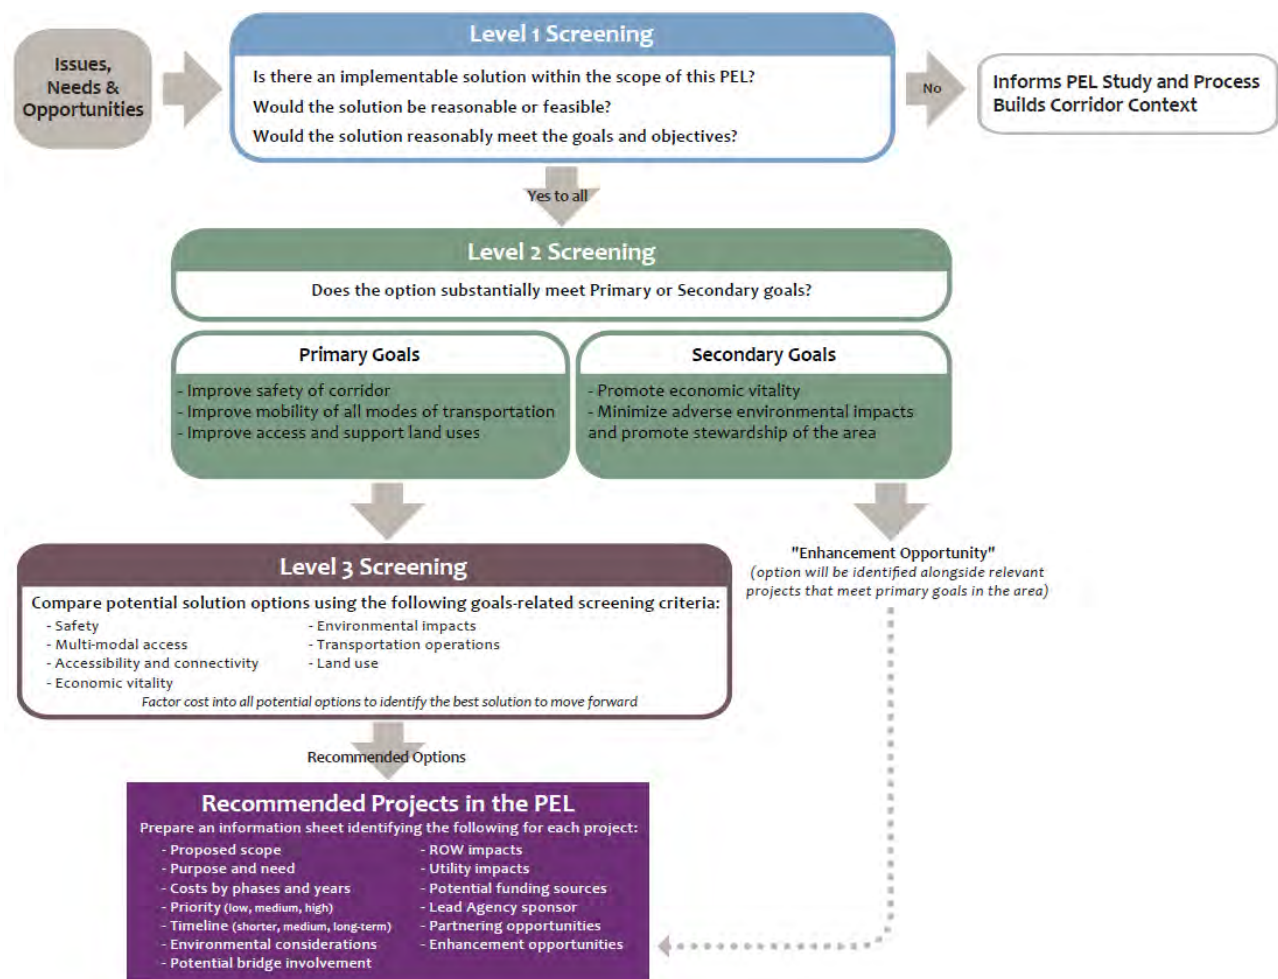 Issues,
Needs &
Opportunities
Level 1 Screening
Is there an implementable solution within the scope of this PEL?
Would the solution be reasonable or feasible?
Would the solution reasonably meet the goals and objectives?
No
Informs PEL Study and Process
Builds Corridor Context
Yes to all
Level 2 Screening
Does the option substantially meet Primary or Secondary goals?
Primary Goals
- Improve safety of corridor
- Improve mobility of all modes of transportation
- Improve access and support land uses
Secondary Goals
- Promote economic vitality
- Minimize adverse environmental impacts
and promote stewardship of the area
Level 3 Screening
Compare potential solution options using the following goals-related screening criteria:
- Safety
- Multi-modal access
- Accessibility and connectivity
- Economic vitality
- Environmental impacts
- Transportation operations
- Land use
Factor cost into all potential options to identify the best solution to move forward
"Enhancement Opportunity"
(option will be identified alongside relevant
projects that meet primary goals in the area)
Recommended Options
Recommended Projects in the PEL
Prepare an information sheet identifying the following for each project:
- Proposed scope
- Purpose and need
- Costs by phases and years
- Priority (low, medium, high)
- Timeline (shorter, medium, long-term)
- Environmental considerations
- Potential bridge involvement
- ROW impacts
- Utility impacts
- Potential funding sources
- Lead Agency sponsor
- Partnering opportunities
- Enhancement opportunities